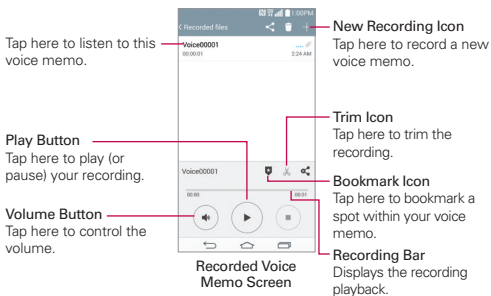 Tap here to listen to this
voice memo.
Play Button
Tap here to play (or
pause) your recording.
Volume Button
Tap here to control the
volume.
1:00PM
< Recorded files
Voice00001
00:00:01
2:24 AM
Voice00001
00:00
00:01
Recorded Voice
Memo Screen
New Recording Icon
Tap here to record a new
voice memo.
Trim Icon
Tap here to trim the
recording.
Bookmark Icon
Tap here to bookmark a
spot within your voice
memo.
Recording Bar
Displays the recording
playback.